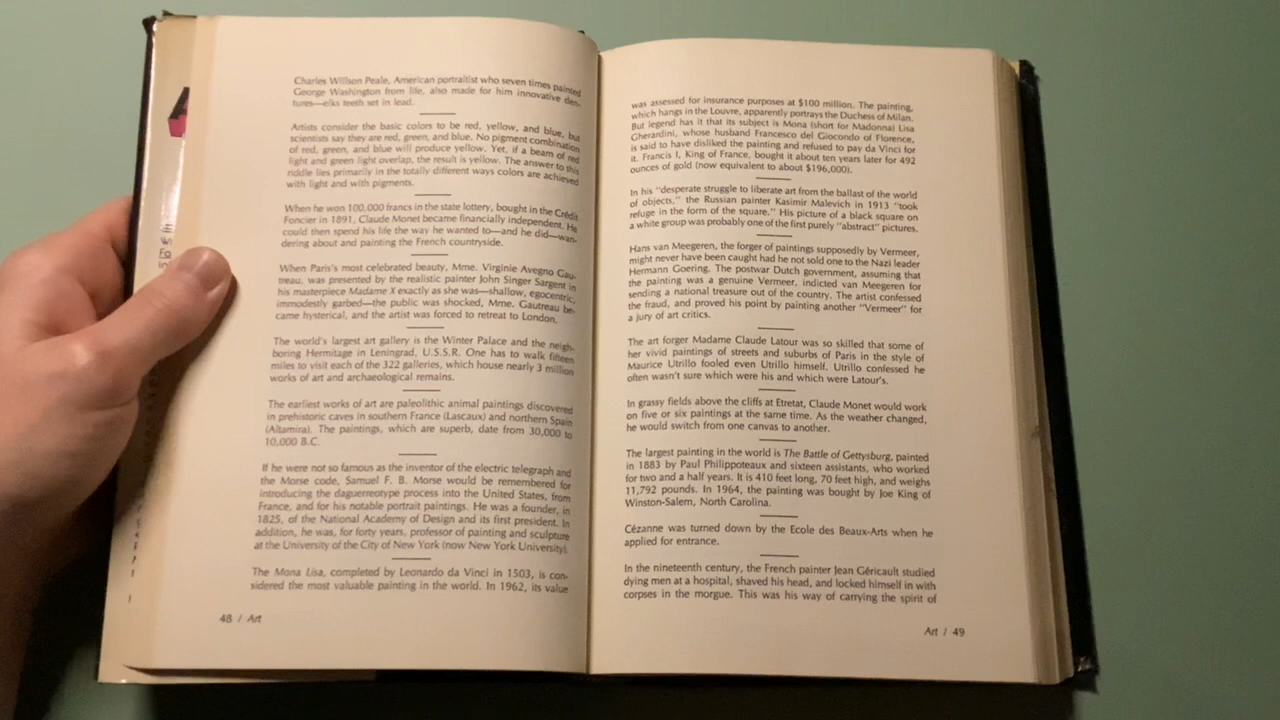 Charles Willson Peale, American portraitist who seven times painted
George Washington from life, also made for him innovative den-
tures—elks teeth set in lead.
Artists consider the basic colors to be red, yellow, and blue, but
scientists say they are red, green, and blue. No pigment combination
of red, green, and blue will produce yellow. Yet, if a beam of red
light and green light overlap, the result is yellow. The answer to this
riddle lies primarily in the totally different ways colors are achieved
with light and with pigments.
When he won 100,000 francs in the state lottery, bought in the Crédit
Foncier in 1891, Claude Monet became financially independent. He
could then spend his life the way he wanted to—and he did—wan-
dering about and painting the French countryside.
When Paris's most celebrated beauty, Mme. Virginie Avegno Gau-
treau, was presented by the realistic painter John Singer Sargent in
his masterpiece Madame X exactly as she was—shallow, egocentric,
immodestly garbed—the public was shocked, Mme. Gautreau be-
came hysterical, and the artist was forced to retreat to London.
The world's largest art gallery is the Winter Palace and the neigh-
boring Hermitage in Leningrad, U.S.S.R. One has to walk fifteen
miles to visit each of the 322 galleries, which house nearly 3 million
works of art and archaeological remains.
The earliest works of art are paleolithic animal paintings discovered
in prehistoric caves in southern France (Lascaux) and northern Spain
(Altamira). The paintings, which are superb, date from 30,000 to
10,000 B.C.
If he were not so famous as the inventor of the electric telegraph and
the Morse code, Samuel F. B. Morse would be remembered for
introducing the daguerreotype process into the United States, from
France, and for his notable portrait paintings. He was a founder, in
1825, of the National Academy of Design and its first president. In
addition, he was, for forty years, professor of painting and sculpture
at the University of the City of New York (now New York University).
The Mona Lisa, completed by Leonardo da Vinci in 1503, is con-
sidered the most valuable painting in the world. In 1962, its value
48 / Art
was assessed for insurance purposes at $100 million. The painting,
which hangs in the Louvre, apparently portrays the Duchess of Milan.
But legend has it that its subject is Mona (short for Madonna) Lisa
Gherardini, whose husband Francesco del Giocondo of Florence,
is said to have disliked the painting and refused to pay da Vinci for
it. Francis I, King of France, bought it about ten years later for 492
ounces of gold (now equivalent to about $196,000).
In his "desperate struggle to liberate art from the ballast of the world
of objects," the Russian painter Kasimir Malevich in 1913 "took
refuge in the form of the square." His picture of a black square on
a white group was probably one of the first purely "abstract" pictures.
Hans van Meegeren, the forger of paintings supposedly by Vermeer,
might never have been caught had he not sold one to the Nazi leader
Hermann Goering. The postwar Dutch government, assuming that
the painting was a genuine Vermeer, indicted van Meegeren for
sending a national treasure out of the country. The artist confessed
the fraud, and proved his point by painting another "Vermeer" for
a jury of art critics.
The art forger Madame Claude Latour was so skilled that some of
her vivid paintings of streets and suburbs of Paris in the style of
Maurice Utrillo fooled even Utrillo himself. Utrillo confessed he
often wasn't sure which were his and which were Latour's.
In grassy fields above the cliffs at Etretat, Claude Monet would work
on five or six paintings at the same time. As the weather changed,
he would switch from one canvas to another.
The largest painting in the world is The Battle of Gettysburg, painted
in 1883 by Paul Philippoteaux and sixteen assistants, who worked
for two and a half years. It is 410 feet long, 70 feet high, and weighs
11,792 pounds. In 1964, the painting was bought by Joe King of
Winston-Salem, North Carolina.
Cézanne was turned down by the Ecole des Beaux-Arts when he
applied for entrance.
In the nineteenth century, the French painter Jean Géricault studied
dying men at a hospital, shaved his head, and locked himself in with
corpses in the morgue. This was his way of carrying the spirit of
Art / 49